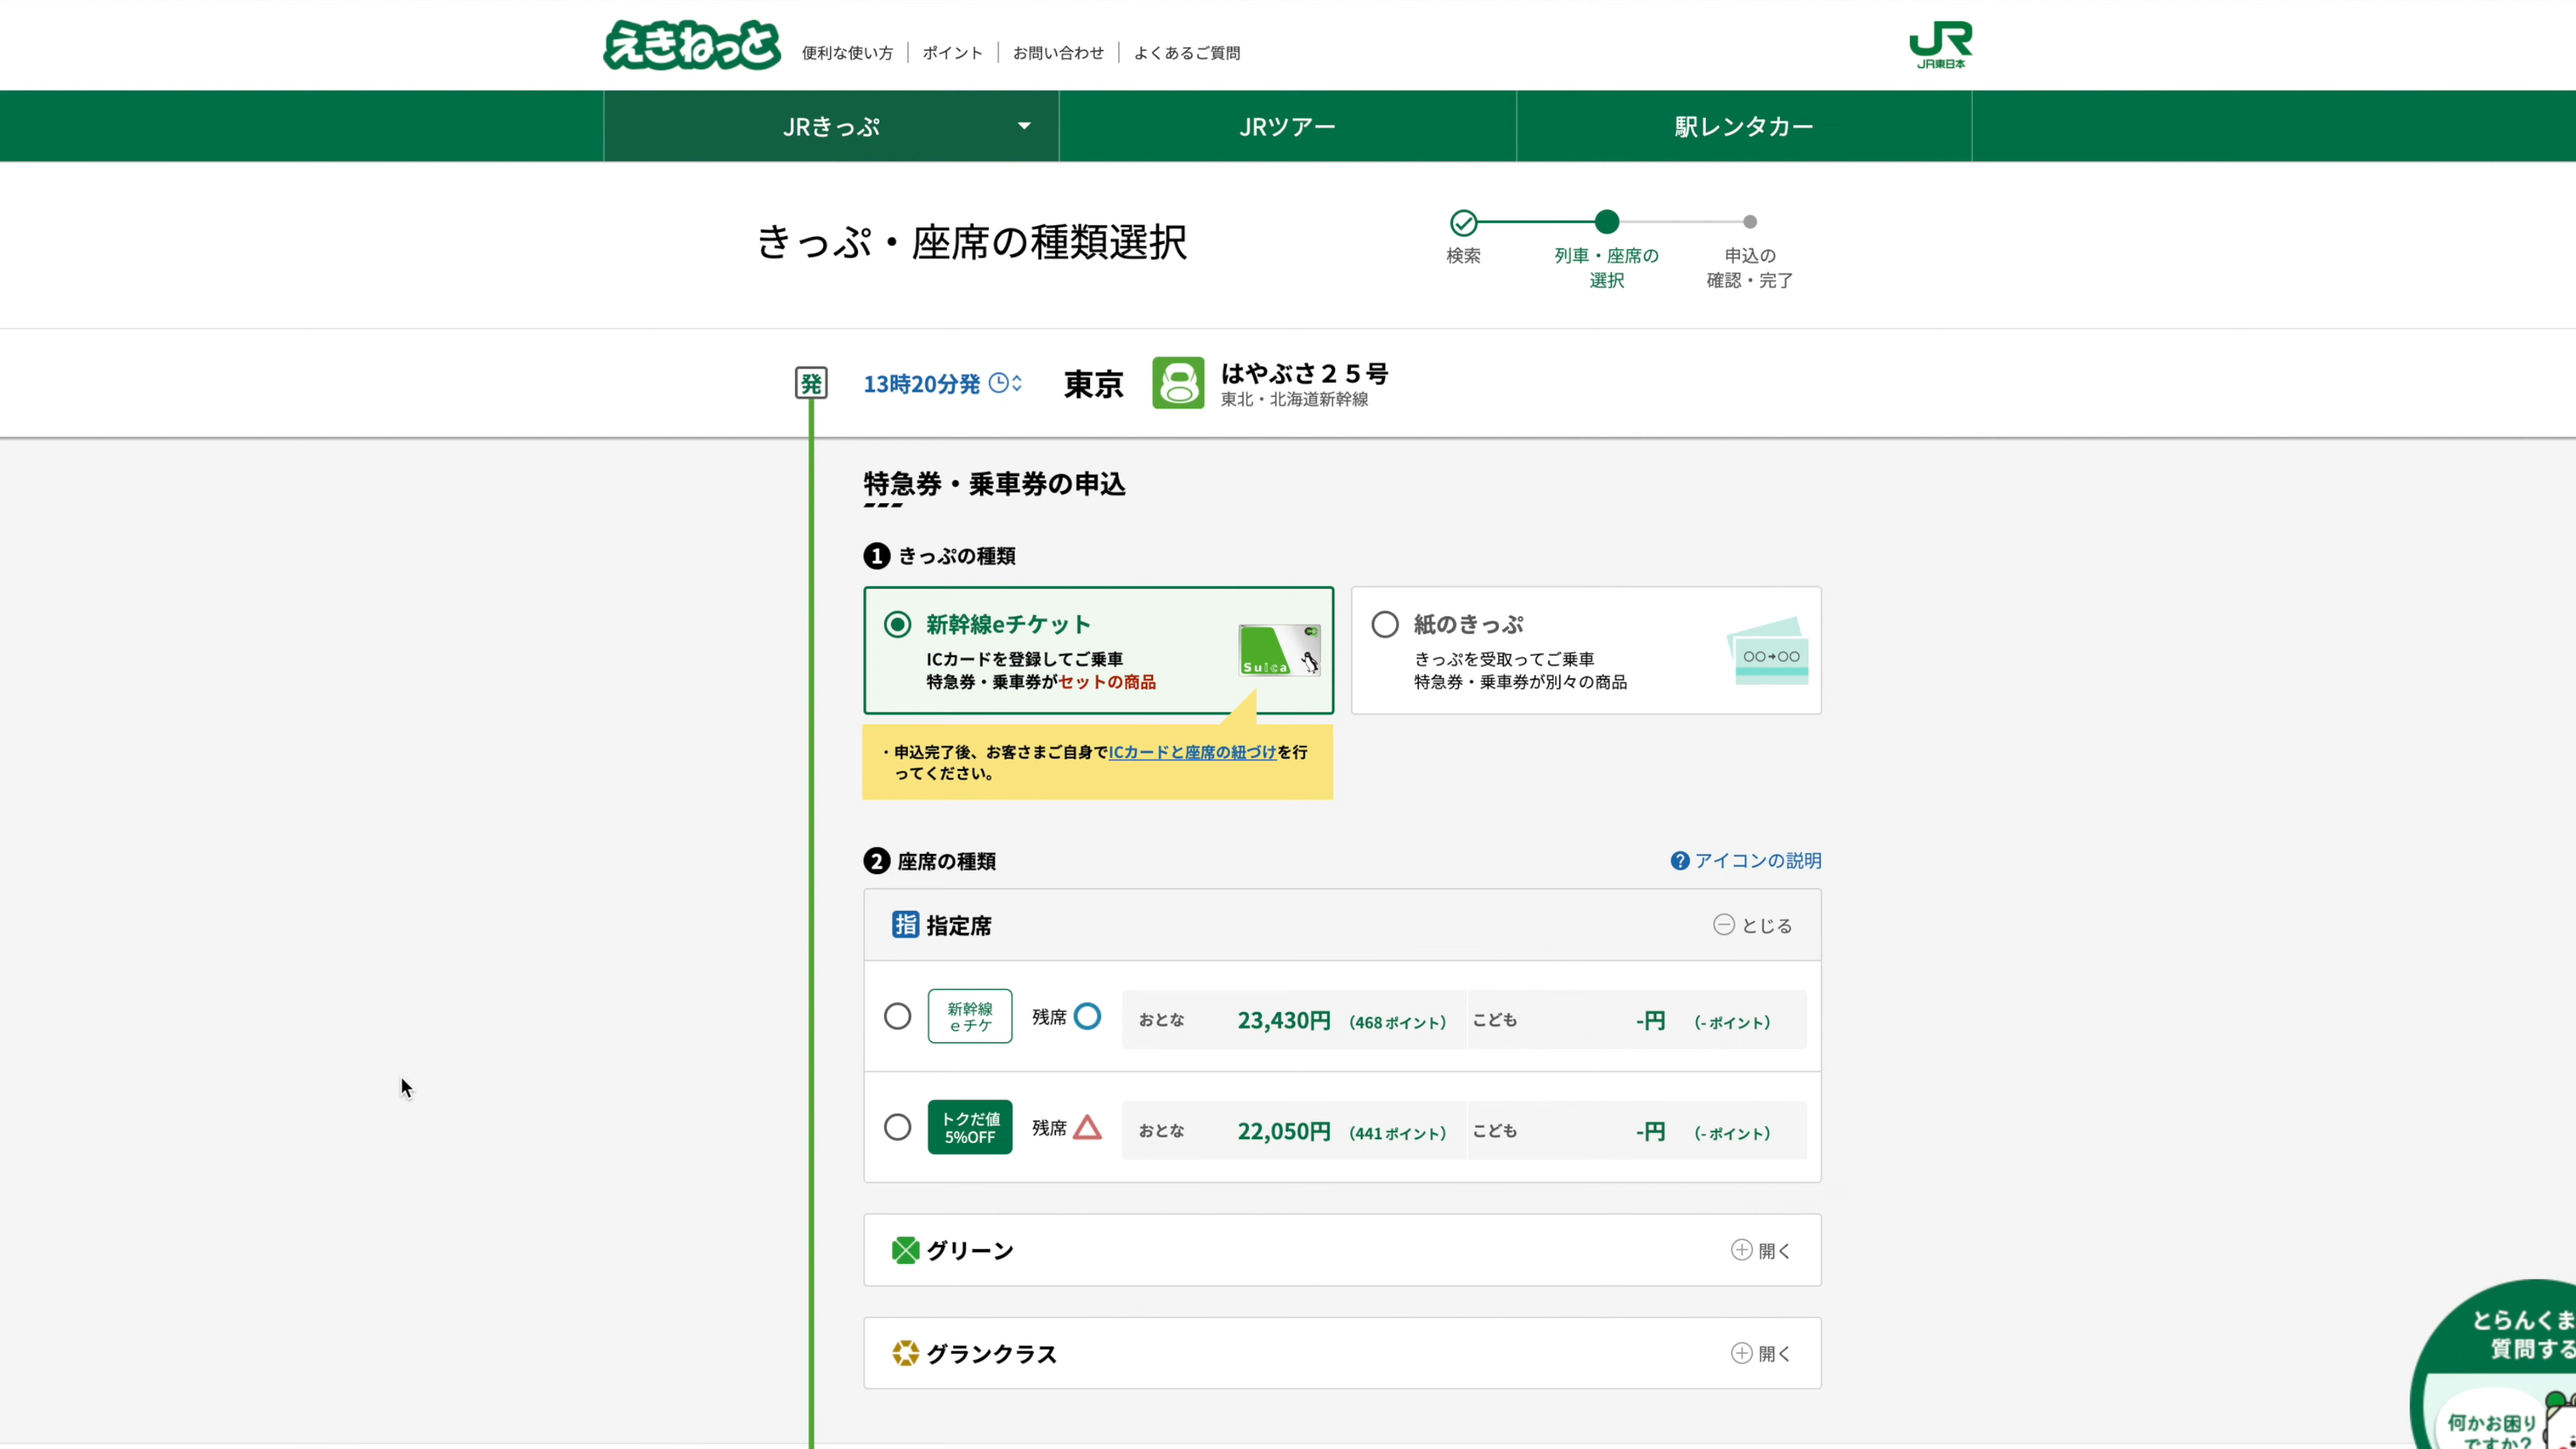 えきねっと
便利な使い方
ポイント
お問い合わせ
よくあるご質問
JR
JR東日本
JRきっぷ
JRツアー
駅レンタカー
きっぷ・座席の種類選択
検索
列車・座席の
選択
申込の
確認・完了
発
13時20分発
東京
はやぶさ２５号
東北・北海道新幹線
特急券・乗車券の申込
1 きっぷの種類
新幹線eチケット
ICカードを登録してご乗車
特急券・乗車券がセットの商品
Suica
紙のきっぷ
きっぷを受取ってご乗車
特急券・乗車券が別々の商品
○○→○○
・申込完了後、お客さまご自身でICカードと座席の紐づけを行
ってください。
2 座席の種類
? アイコンの説明
指 指定席
とじる
新幹線
eチケ
残席
おとな
23,430円
（468 ポイント）
こども
-円
（- ポイント）
トクだ値
5%OFF
残席
おとな
22,050円
（441 ポイント）
こども
-円
（- ポイント）
グリーン
開く
グランクラス
開く
とらんくま
質問する
何かお困り
ですか?